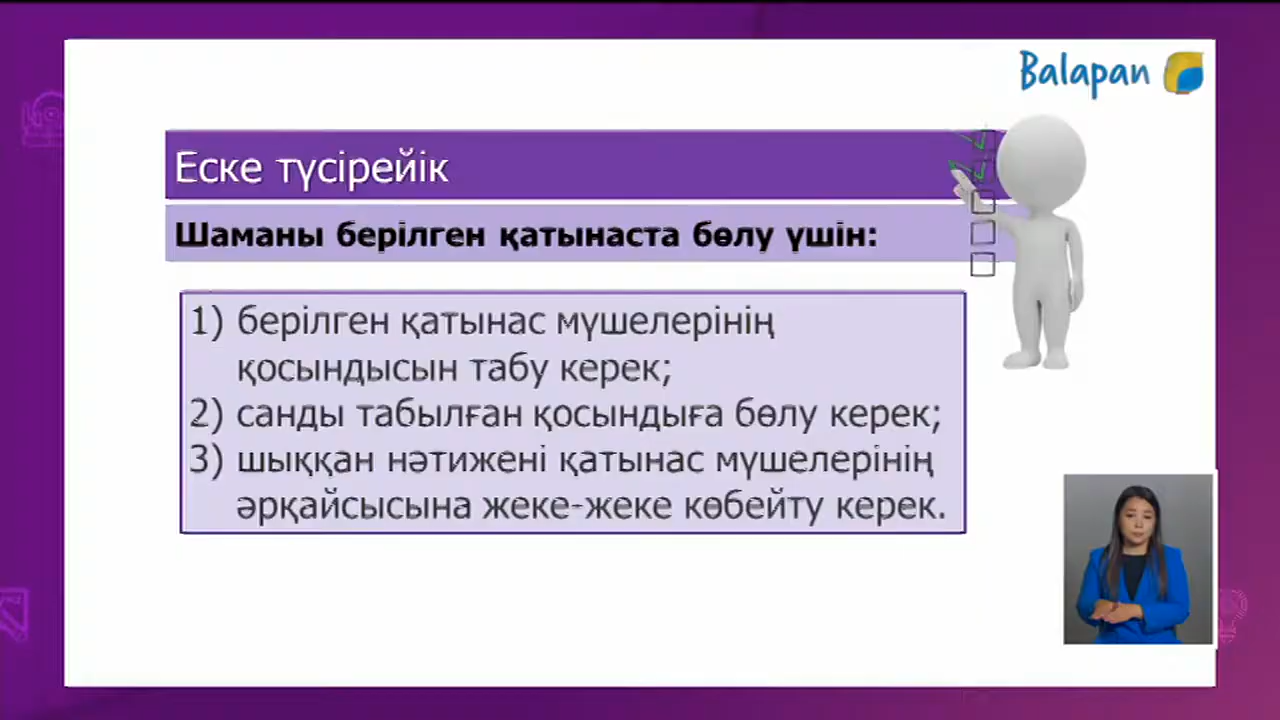 Balapan
Еске түсірейік
Шаманы берілген қатынаста бөлу үшін:
1) берілген қатынас мүшелерінің
қосындысын табу керек;
2) санды табылған қосындыға бөлу керек;
3) шыққан нәтижені қатынас мүшелерінің
әрқайсысына жеке-жеке көбейту керек.